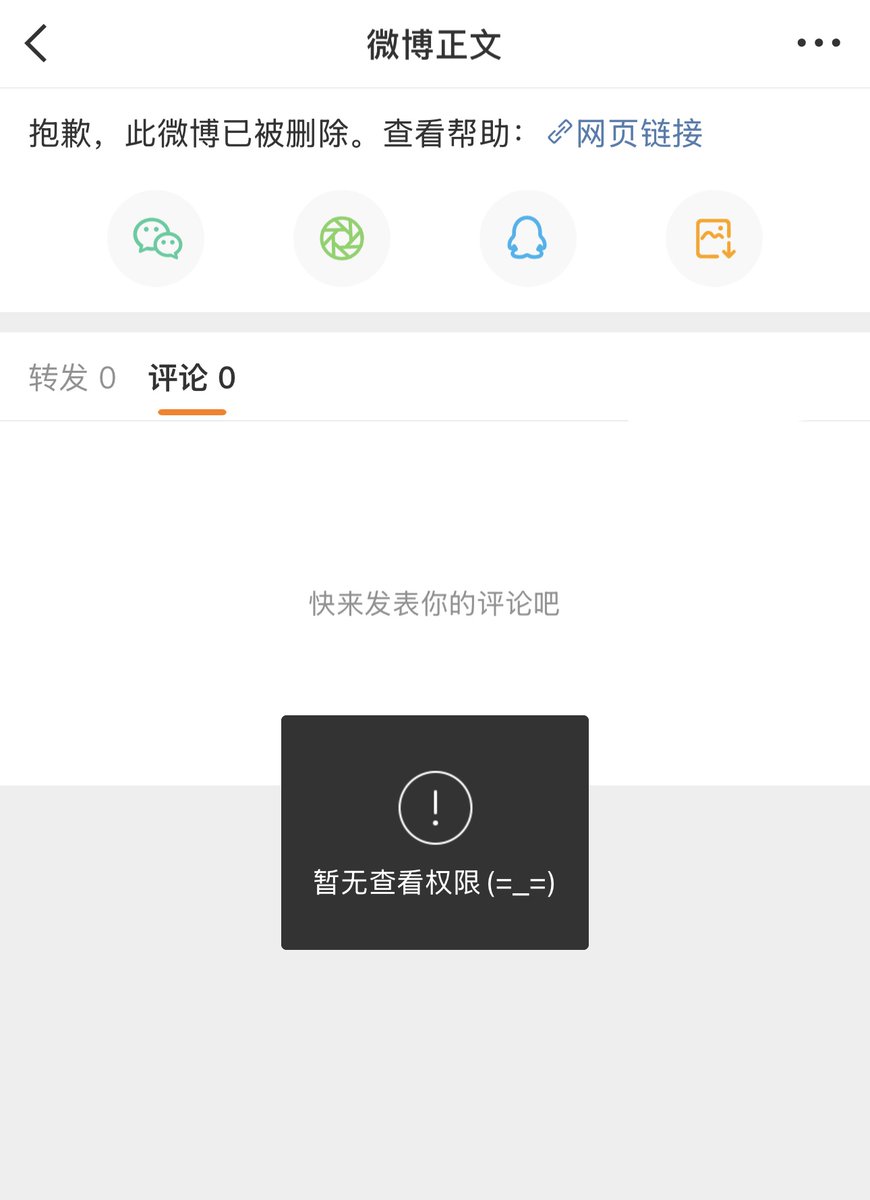 微博正文
抱歉，此微博已被删除。查看帮助：网页链接
转发 0 评论 0
快来发表你的评论吧
暂无查看权限(=_=)